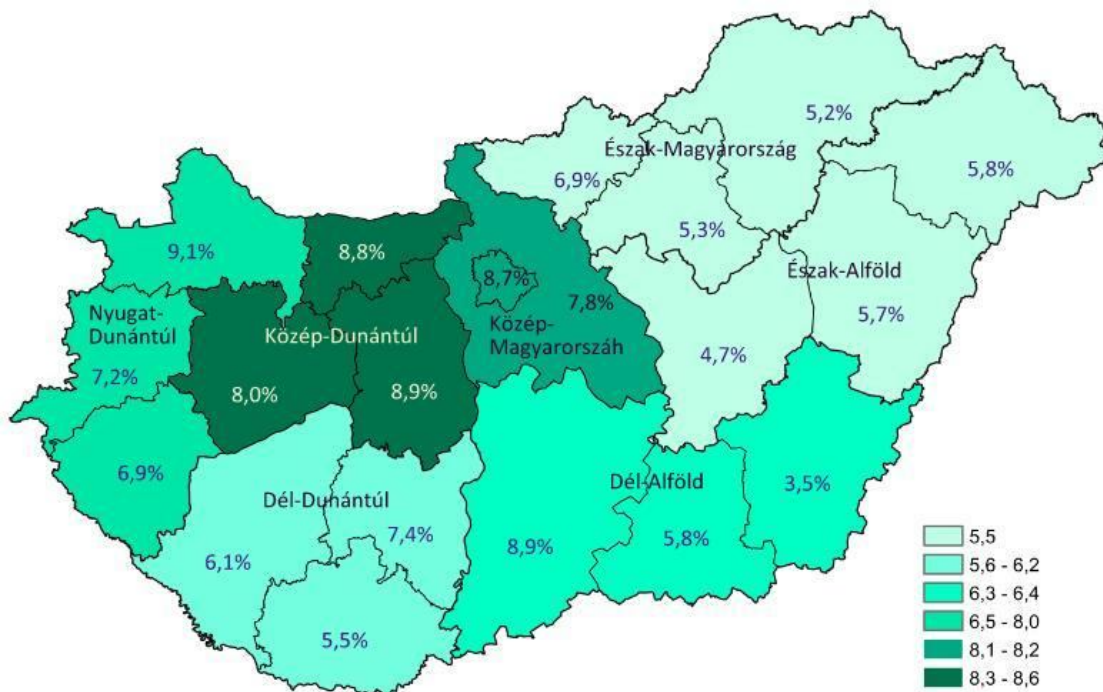 5,2%
Észak-Magyarország
6,9%
5,8%
5,3%
9,1%
8,8%
Észak-Alföld
8,7%
7,8%
5,7%
Nyugat-
Dunántúl
Közép-Dunántúl
Közép-
Magyarorszáh
4,7%
7,2%
8,0%
8,9%
6,9%
Dél-Dunántúl
Dél-Alföld
3,5%
7,4%
8,9%
5,8%
6,1%
5,5%
5,5
5,6 - 6,2
6,3 - 6,4
6,5 - 8,0
8,1 - 8,2
8,3 - 8,6